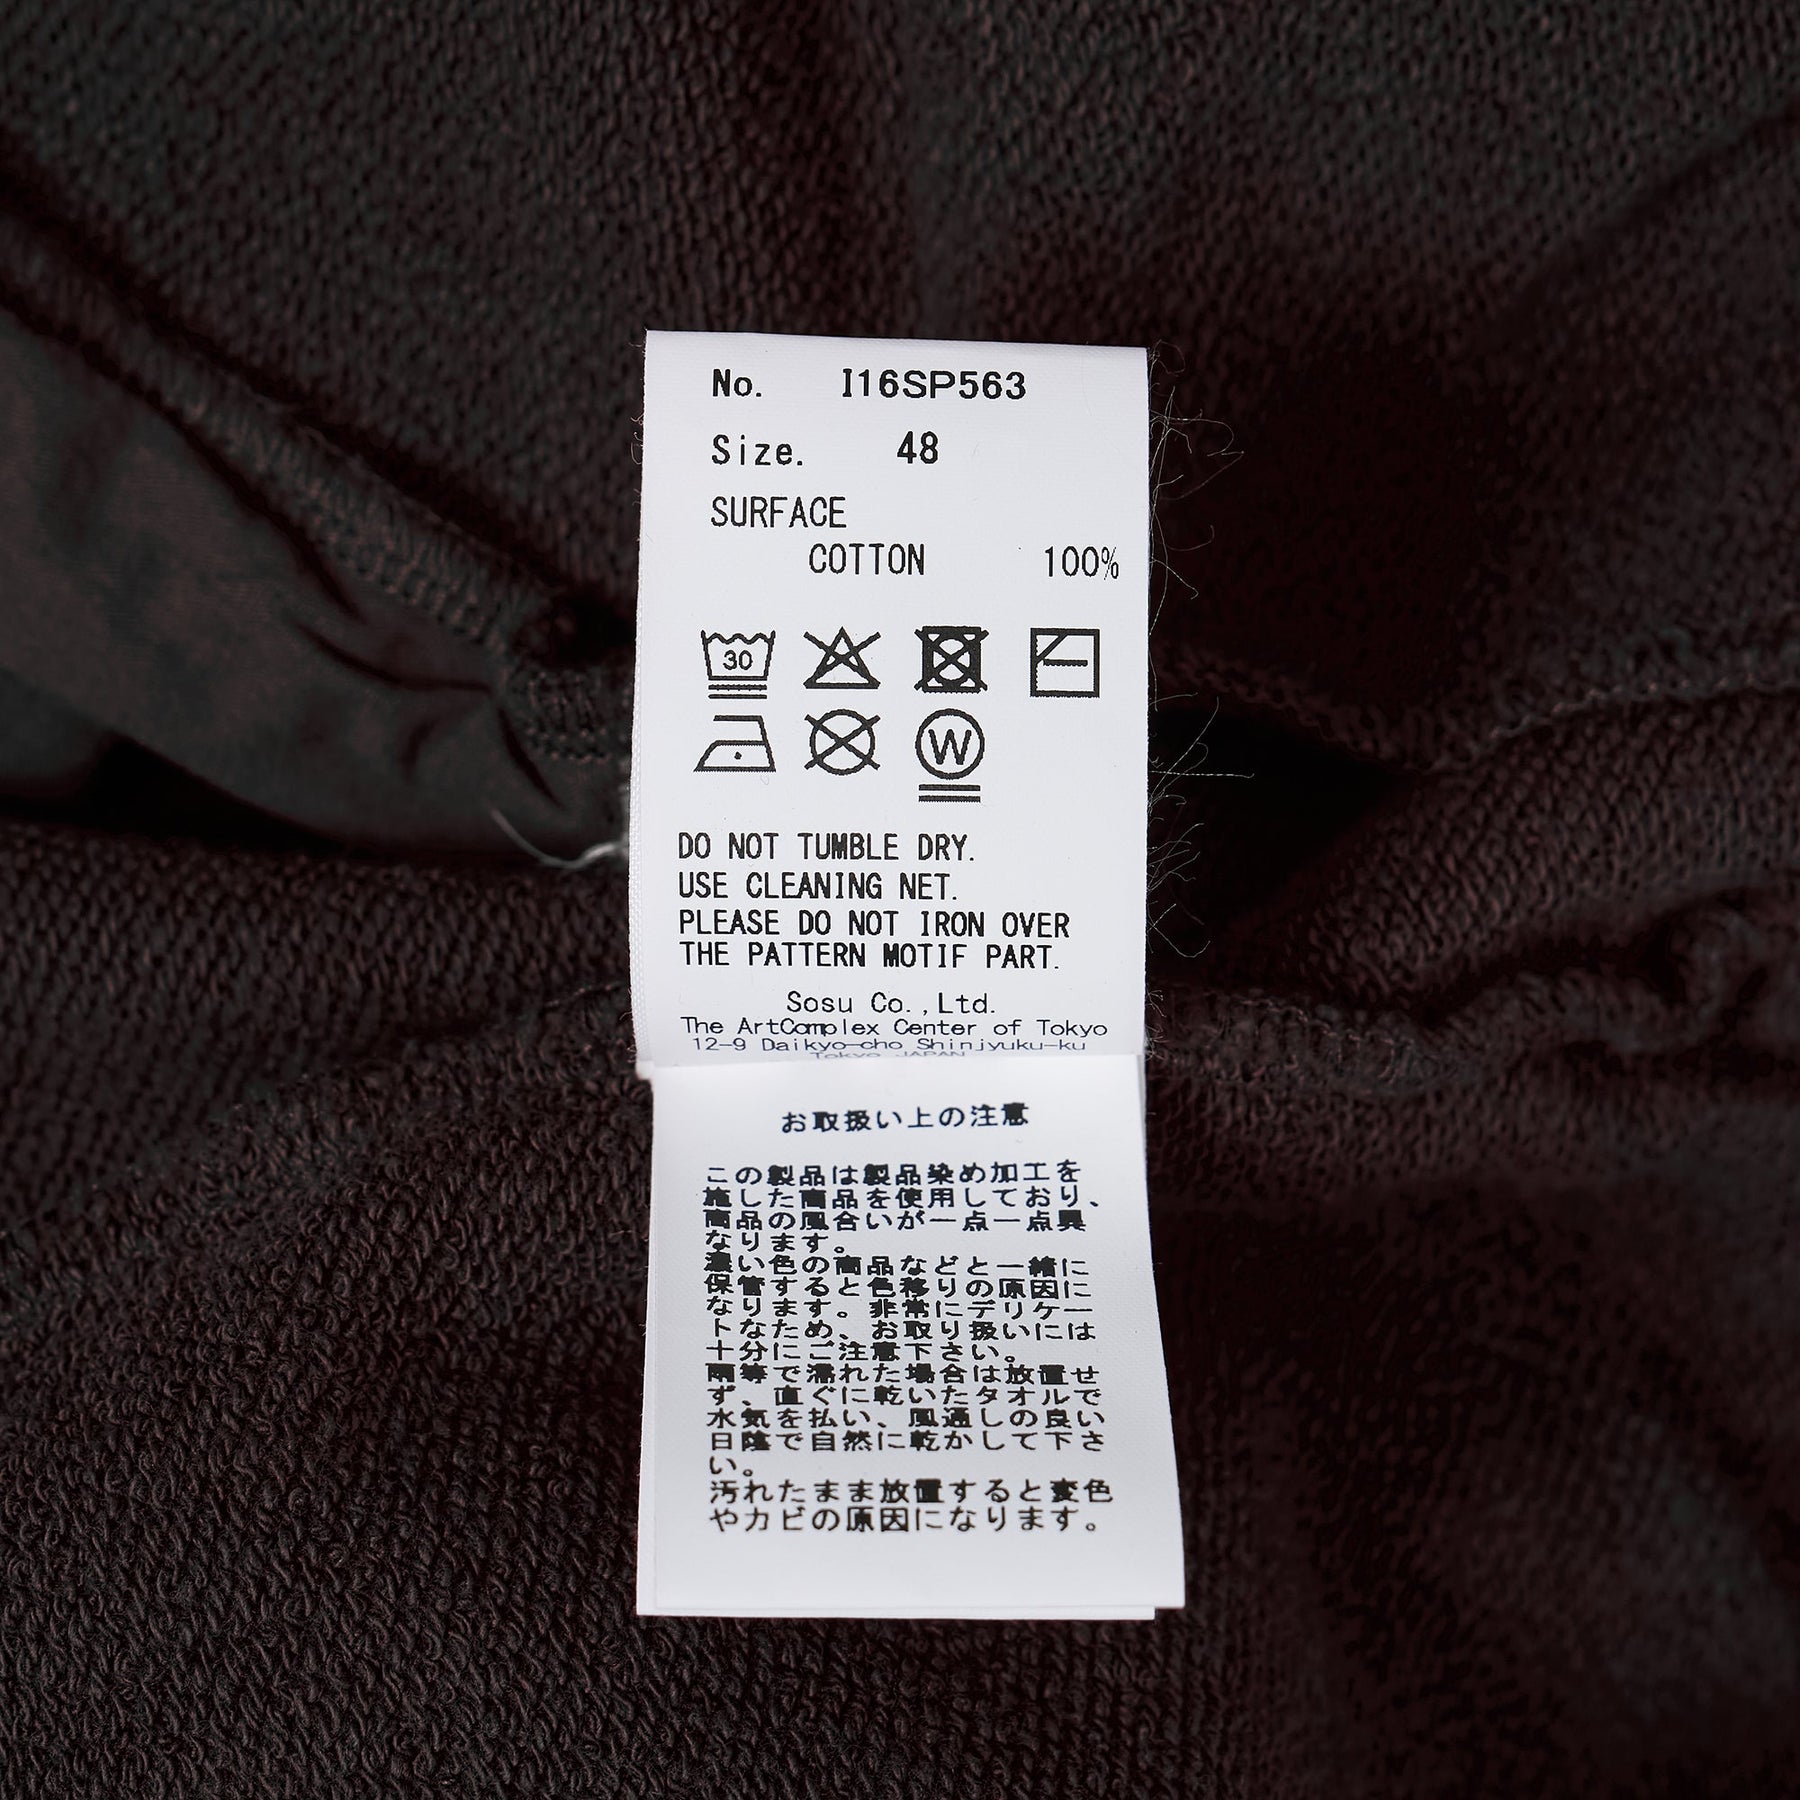 No. I16SP563
Size. 48
SURFACE
COTTON 100%
30
W
DO NOT TUMBLE DRY.
USE CLEANING NET.
PLEASE DO NOT IRON OVER
THE PATTERN MOTIF PART.
Sosu Co.,Ltd.
The ArtComplex Center of Tokyo
12-9 Daikyo-cho Shinjyuku-ku
Tokyo JAPAN
お取扱い上の注意
この製品は製品染め加工を
施した商品を使用しており、
商品の風合いが一点一点異
なります。
濃い色の商品などと一緒に
保管すると色移りの原因に
なります。非常にデリケー
トなため、お取り扱いには
十分にご注意下さい。
雨等で濡れた場合は放置せ
ず、直ぐに乾いたタオルで
水気を払い、風通しの良い
日陰で自然に乾かして下さ
い。
汚れたまま放置すると変色
やカビの原因になります。